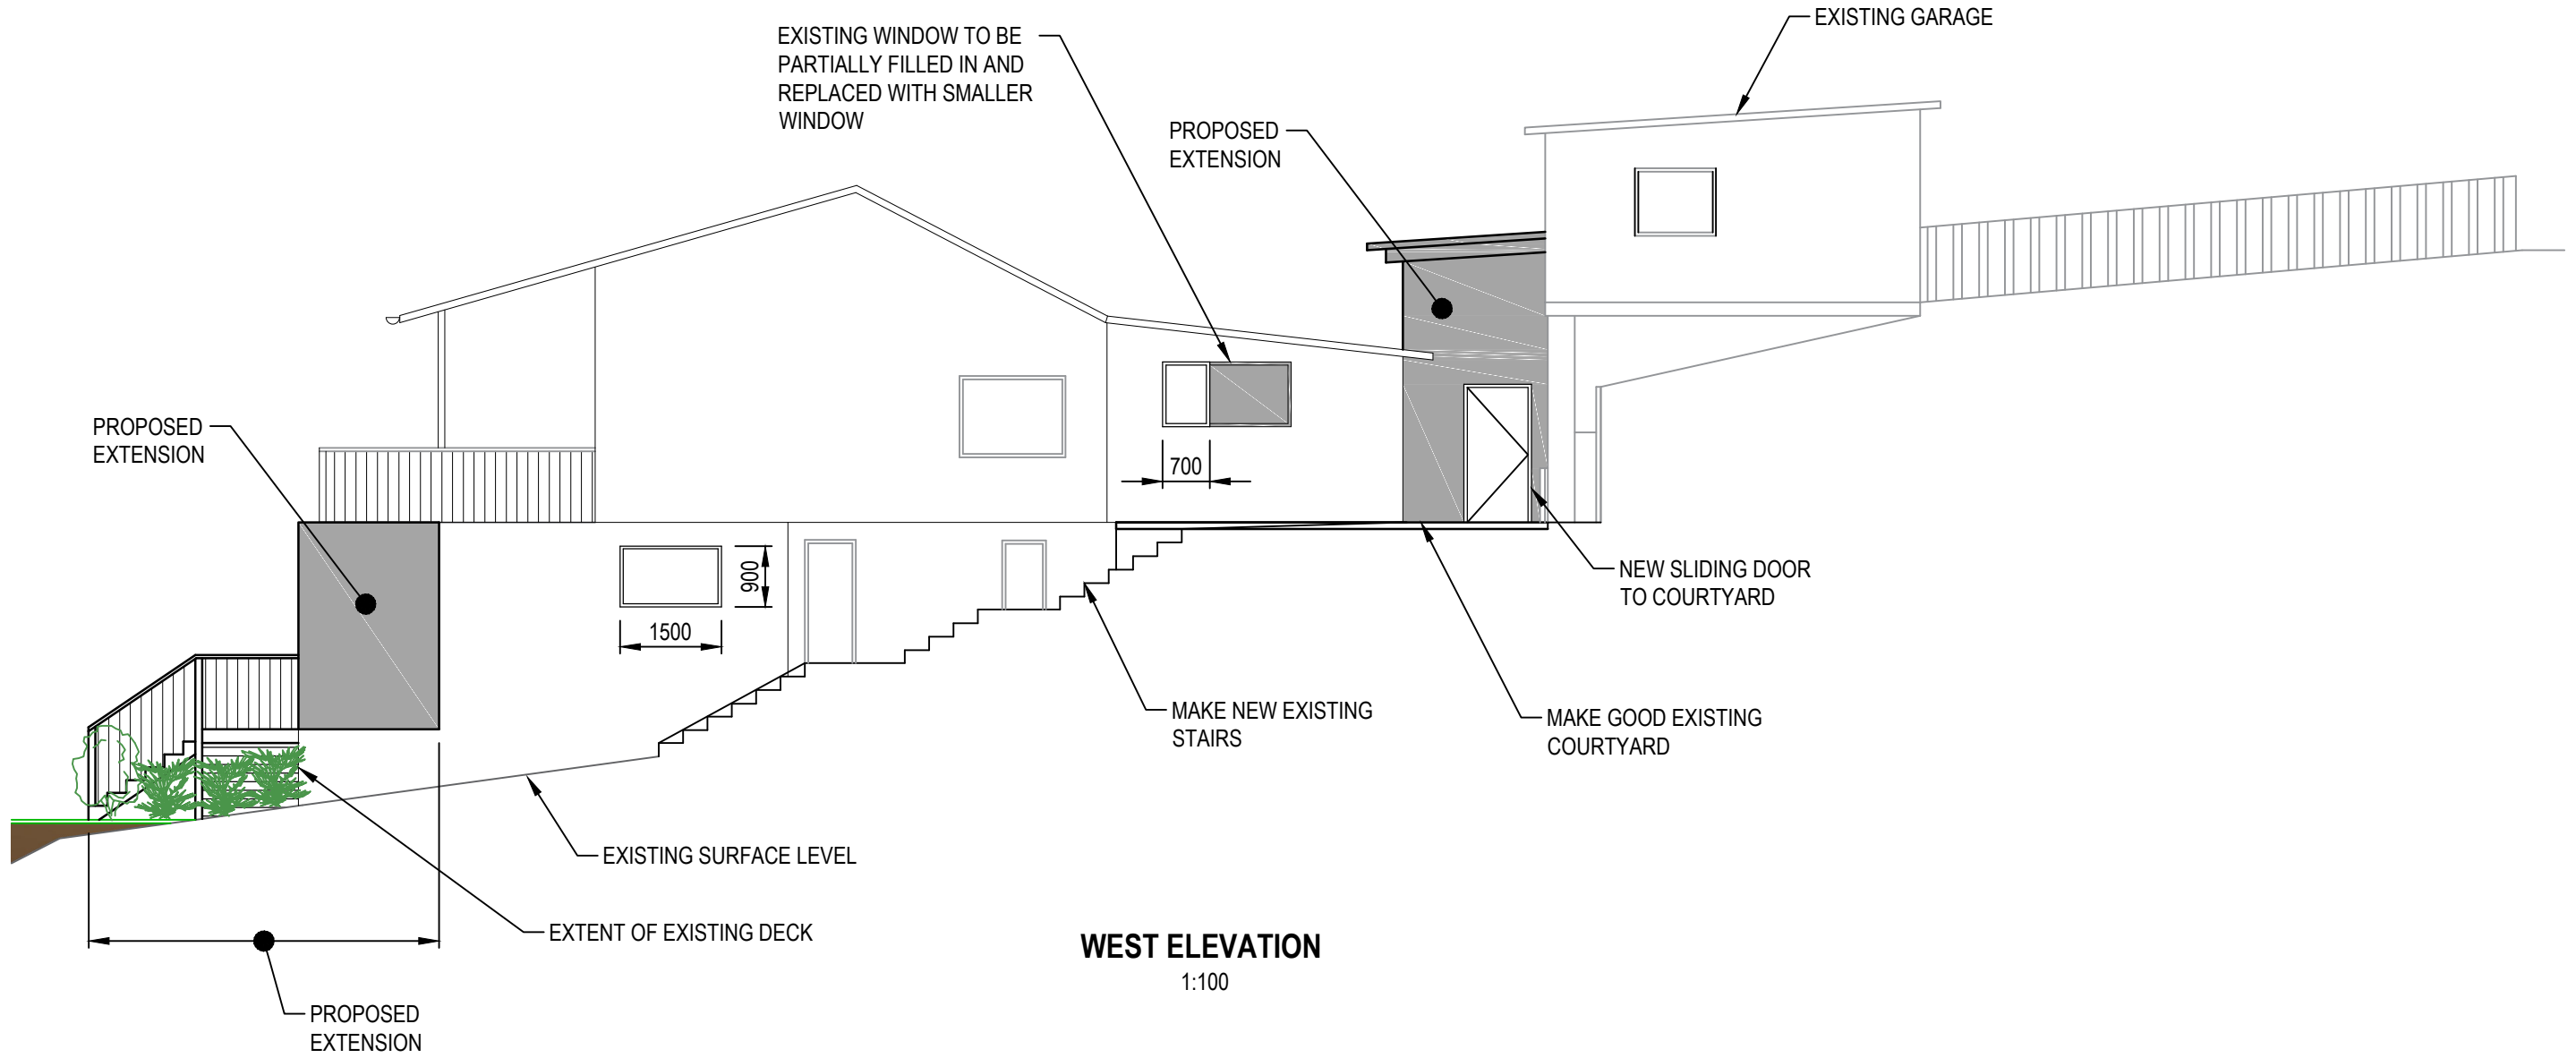 EXISTING GARAGE
EXISTING WINDOW TO BE
PARTIALLY FILLED IN AND
REPLACED WITH SMALLER
WINDOW
PROPOSED
EXTENSION
PROPOSED
EXTENSION
700
900
1500
NEW SLIDING DOOR
TO COURTYARD
MAKE NEW EXISTING
STAIRS
MAKE GOOD EXISTING
COURTYARD
EXISTING SURFACE LEVEL
EXTENT OF EXISTING DECK
WEST ELEVATION
1:100
PROPOSED
EXTENSION